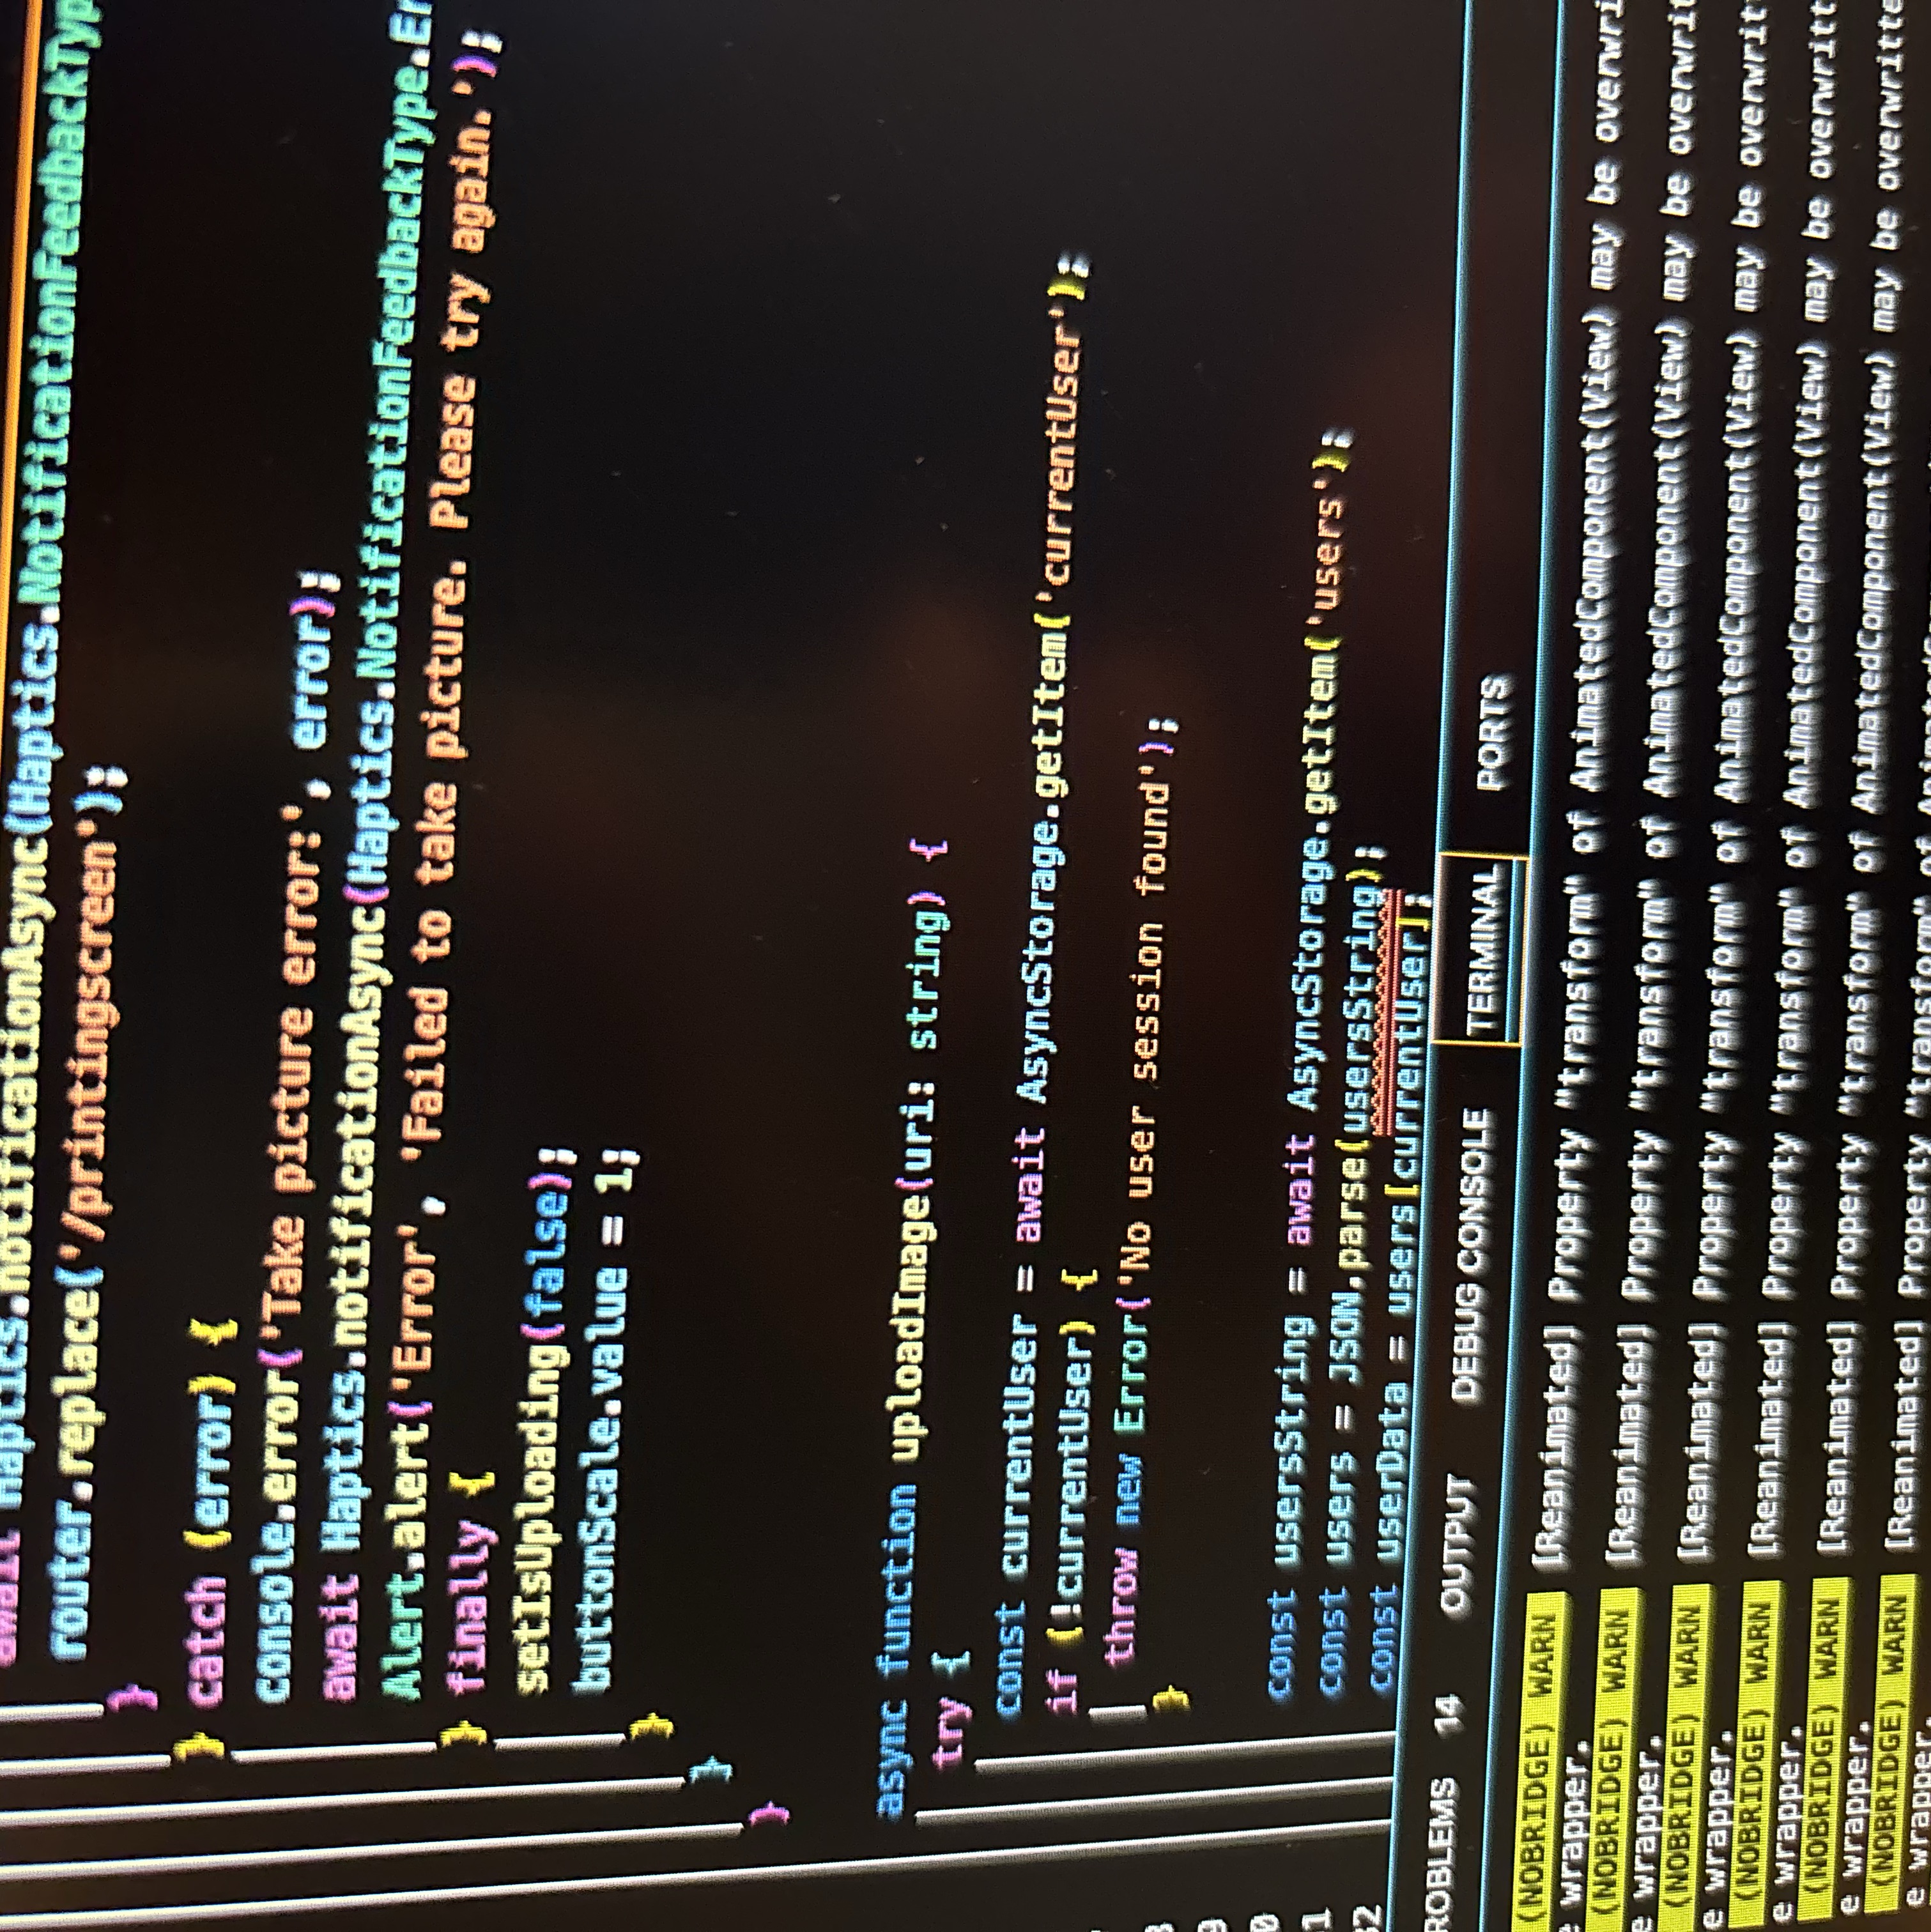 await Haptics.notificationAsync(Haptics.NotificationFeedbackTyp
router.replace('/printingscreen');
}
} catch (error) {
console.error('Take picture error:', error);
await Haptics.notificationAsync(Haptics.NotificationFeedbackType.Er
Alert.alert('Error', 'Failed to take picture. Please try again.');
} finally {
setIsUploading(false);
buttonScale.value = 1;
}
}
}
async function uploadImage(uri: string) {
try {
const currentUser = await AsyncStorage.getItem('currentUser');
if (!currentUser) {
throw new Error('No user session found');
}
const usersString = await AsyncStorage.getItem('users');
const users = JSON.parse(usersString);
const userData = users[currentUser];
ROBLEMS 14 OUTPUT DEBUG CONSOLE TERMINAL PORTS
(NOBRIDGE) WARN [Reanimated] Property "transform" of AnimatedComponent(View) may be overwri
e wrapper.
(NOBRIDGE) WARN [Reanimated] Property "transform" of AnimatedComponent(View) may be overwrit
e wrapper.
(NOBRIDGE) WARN [Reanimated] Property "transform" of AnimatedComponent(View) may be overwrit
e wrapper.
(NOBRIDGE) WARN [Reanimated] Property "transform" of AnimatedComponent(View) may be overwritt
e wrapper.
(NOBRIDGE) WARN [Reanimated] Property "transform" of AnimatedComponent(View) may be overwritte
e wrapper.
(NOBRIDGE) WARN [Reanimated] Property "transform" of
e wrapper.